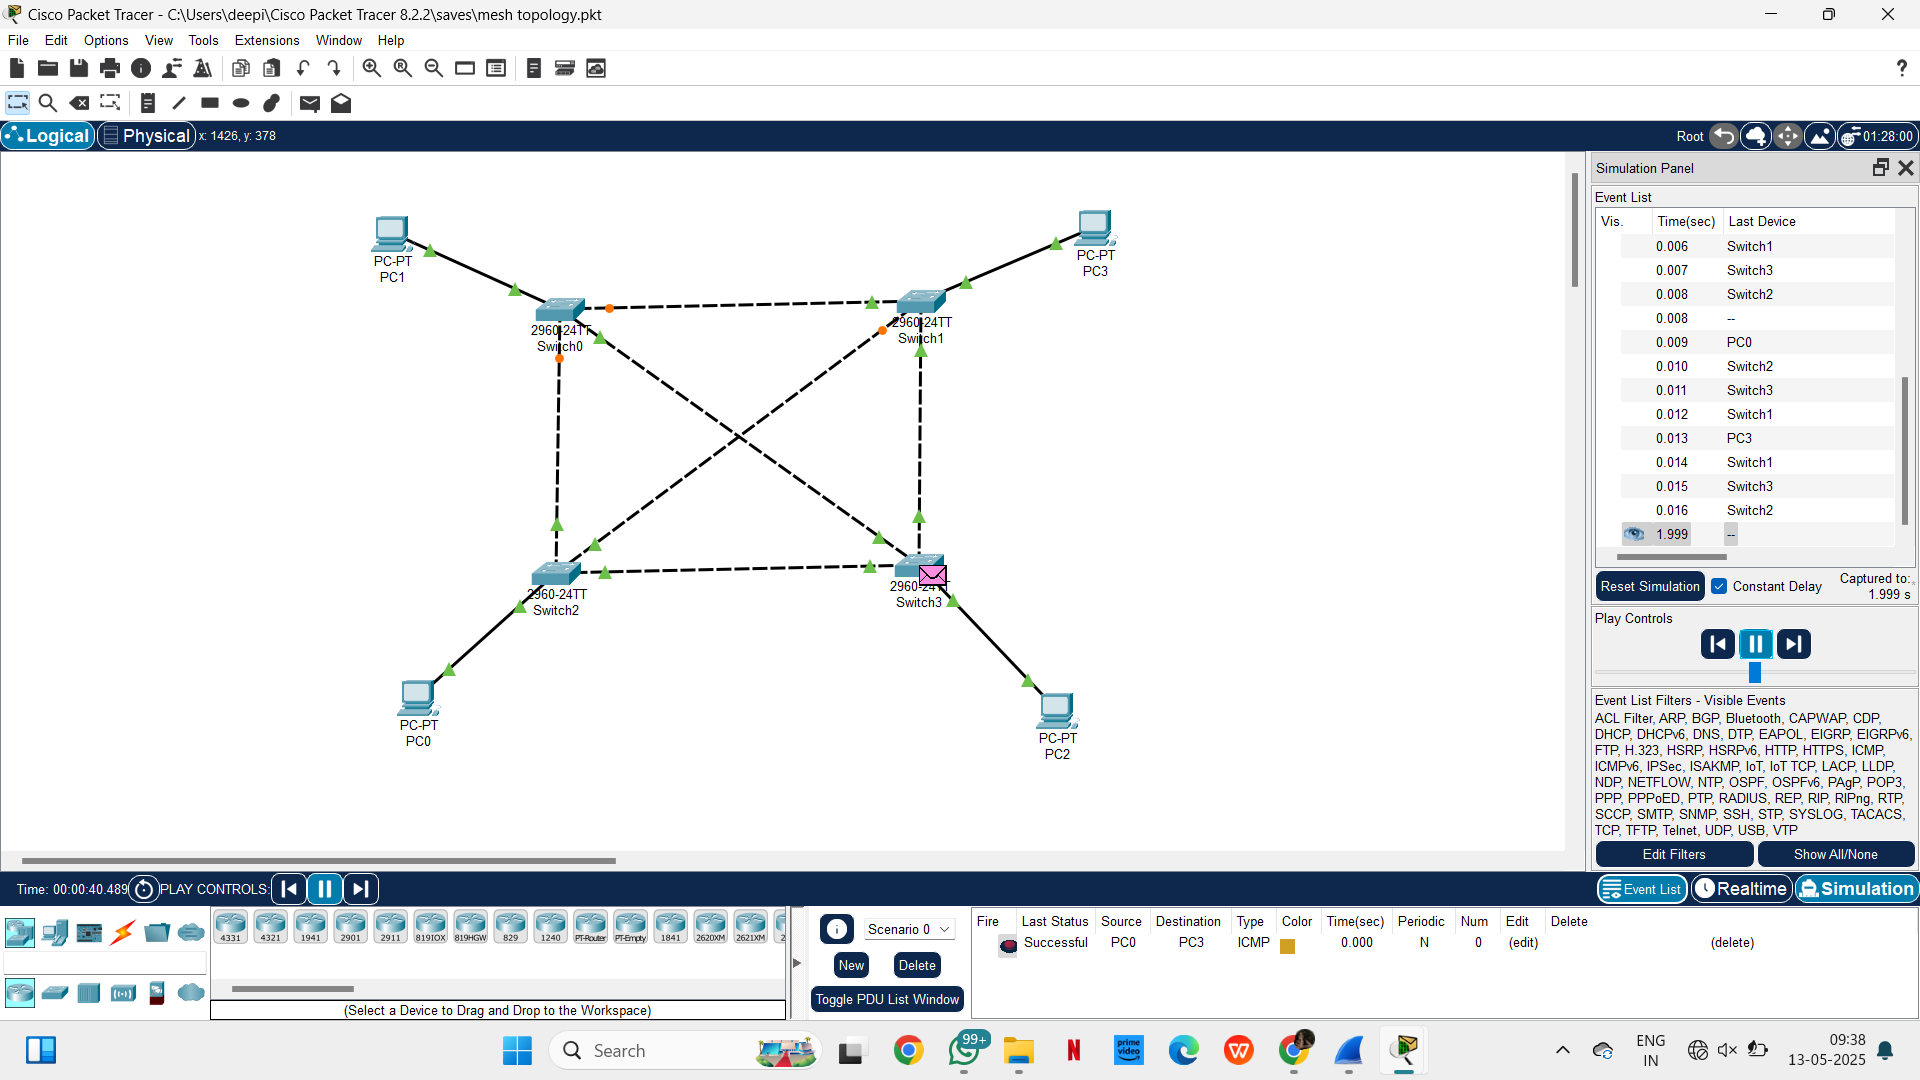 Cisco Packet Tracer - C:\Users\deepi\Cisco Packet Tracer 8.2.2\saves\mesh topology.pkt
File Edit Options View Tools Extensions Window Help
?
Logical Physical x: 1426, y: 378 Root 01:28:00
Simulation Panel
Event List
Vis. Time(sec) Last Device
0.006 Switch1
0.007 Switch3
0.008 Switch2
0.008 --
0.009 PC0
0.010 Switch2
0.011 Switch3
0.012 Switch1
0.013 PC3
0.014 Switch1
0.015 Switch3
0.016 Switch2
1.999 --
Reset Simulation Constant Delay Captured to:
1.999 s
Play Controls
Event List Filters - Visible Events
ACL Filter, ARP, BGP, Bluetooth, CAPWAP, CDP,
DHCP, DHCPv6, DNS, DTP, EAPOL, EIGRP, EIGRPv6,
FTP, H.323, HSRP, HSRPv6, HTTP, HTTPS, ICMP,
ICMPv6, IPSec, ISAKMP, IoT, IoT TCP, LACP, LLDP,
NDP, NETFLOW, NTP, OSPF, OSPFv6, PAgP, POP3,
PPP, PPPoED, PTP, RADIUS, REP, RIP, RIPng, RTP,
SCCP, SMTP, SNMP, SSH, STP, SYSLOG, TACACS,
TCP, TFTP, Telnet, UDP, USB, VTP
Edit Filters Show All/None
PC-PT
PC1
PC-PT
PC3
2960-24TT
Switch0
2960-24TT
Switch1
2960-24TT
Switch2
2960-24TT
Switch3
PC-PT
PC0
PC-PT
PC2
Time: 00:00:40.489 PLAY CONTROLS: Event List Realtime Simulation
4331 4321 1941 2901 2911 819IOX 819HGW 829 1240 PT-Router PT-Empty 1841 2620XM 2621XM 2
(Select a Device to Drag and Drop to the Workspace)
Scenario 0
New Delete
Toggle PDU List Window
Fire Last Status Source Destination Type Color Time(sec) Periodic Num Edit Delete
Successful PC0 PC3 ICMP 0.000 N 0 (edit) (delete)
Search
99+
N
prime video
W
ENG
IN
09:38
13-05-2025